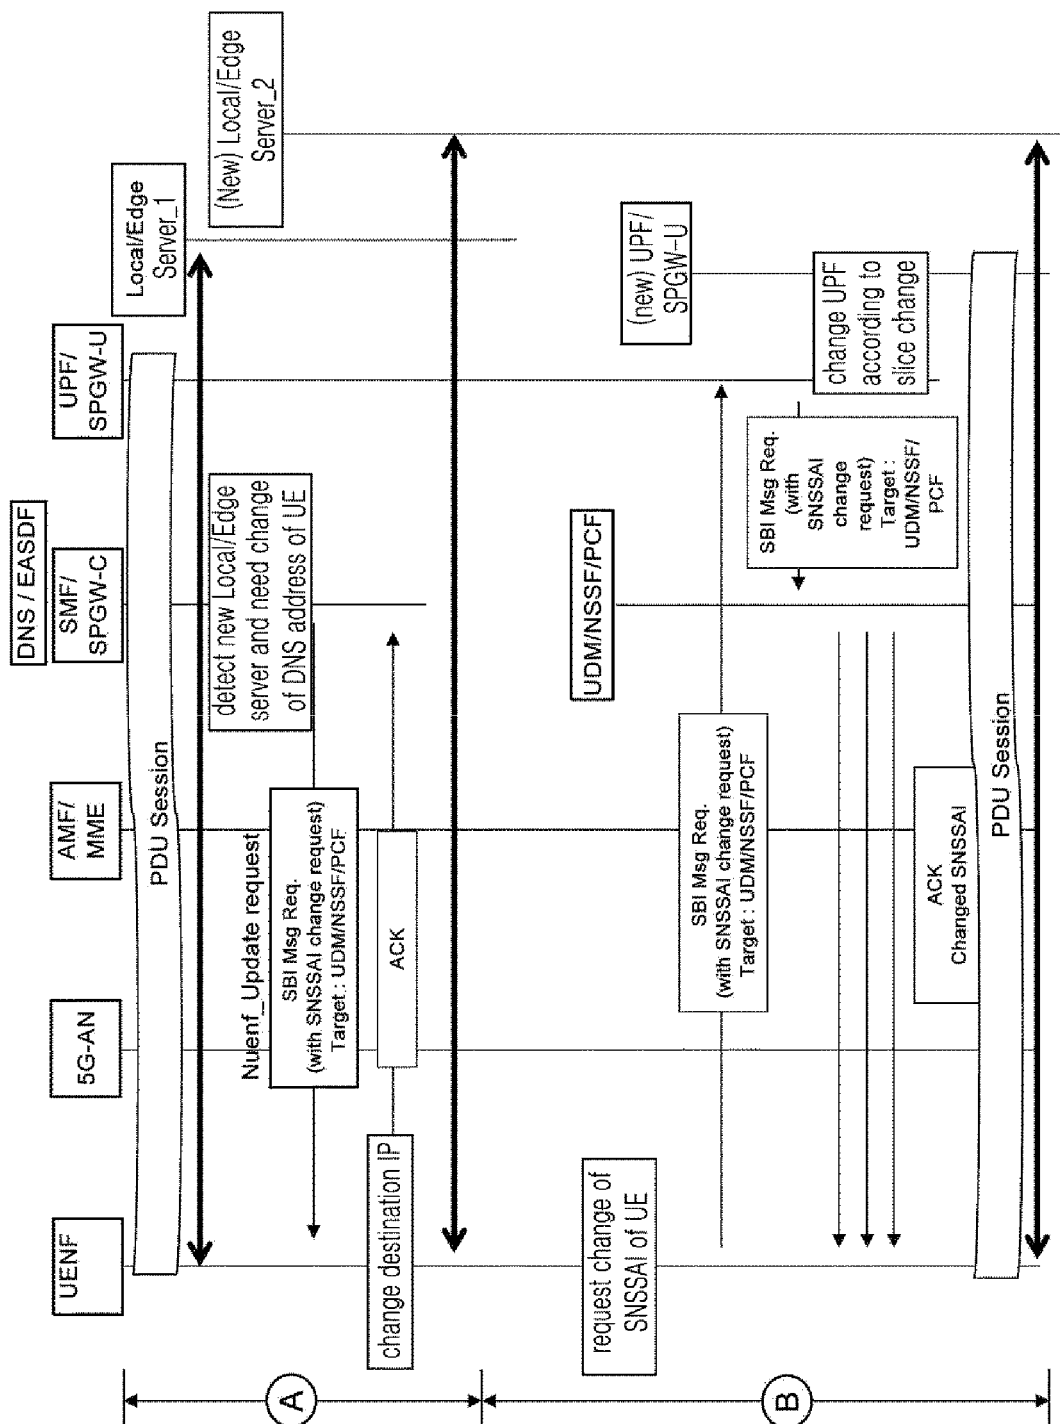 UENF
5G-AN
AMF/
MME
DNS / EASDF
SMF/
SPGW-C
UPF/
SPGW-U
Local/Edge
Server_1
(New) Local/Edge
Server_2
PDU Session
A
detect new Local/Edge
server and need change
of DNS address of UE
Nuenf_Update request
SBI Msg Req.
(with SNSSAI change request)
Target : UDM/NSSF/PCF
change destination IP
ACK
B
request change of
SNSSAI of UE
UDM/NSSF/PCF
(new) UPF/
SPGW-U
SBI Msg Req.
(with SNSSAI change request)
Target : UDM/NSSF/PCF
SBI Msg Req.
(with
SNSSAI
change
request)
Target :
UDM/NSSF/
PCF
change UPF
according to
slice change
ACK
Changed SNSSAI
PDU Session